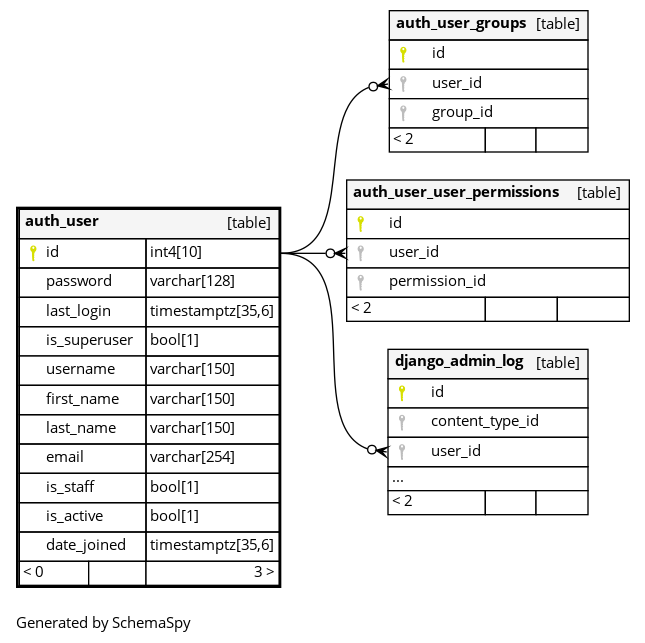 auth_user_groups [table]
id
user_id
group_id
< 2
auth_user_user_permissions [table]
id
user_id
permission_id
< 2
auth_user [table]
id int4[10]
password varchar[128]
last_login timestamptz[35,6]
is_superuser bool[1]
username varchar[150]
first_name varchar[150]
last_name varchar[150]
email varchar[254]
is_staff bool[1]
is_active bool[1]
date_joined timestamptz[35,6]
< 0 3 >
django_admin_log [table]
id
content_type_id
user_id
...
< 2
Generated by SchemaSpy